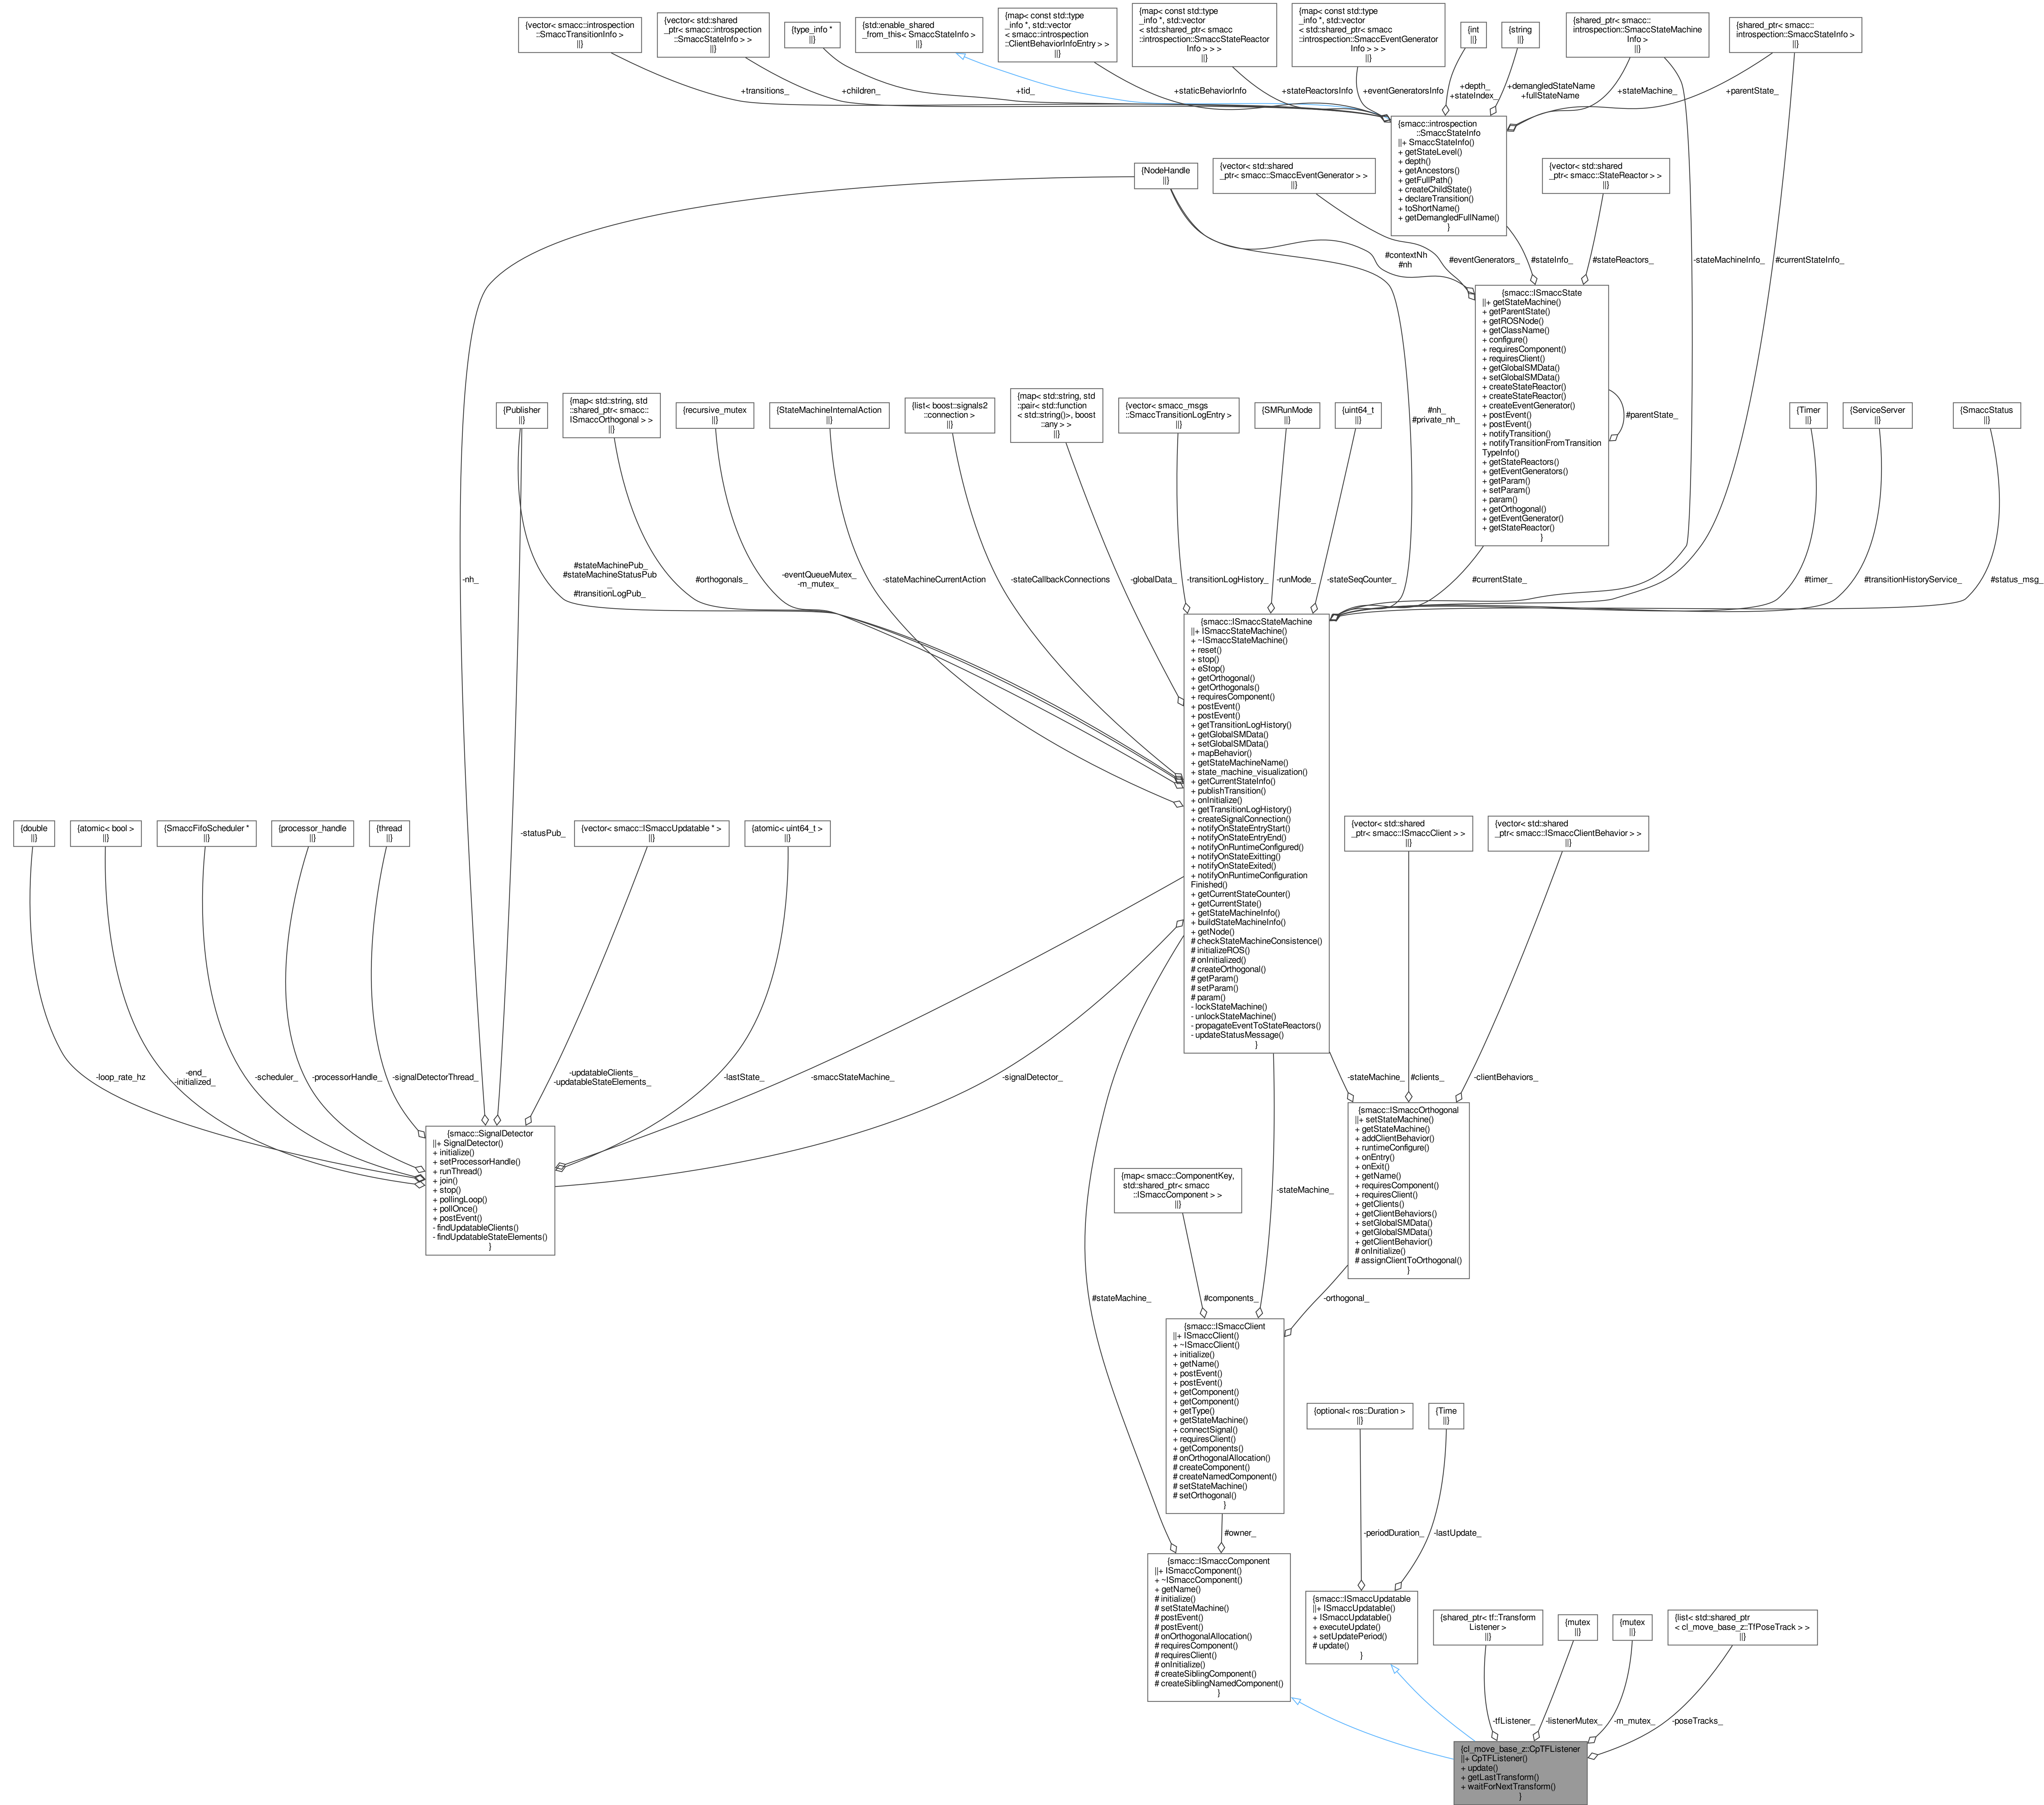 {vector< smacc::introspection
::SmaccTransitionInfo >
||}
{vector< std::shared
_ptr< smacc::introspection
::SmaccStateInfo > >
||}
{type_info *
||}
{std::enable_shared
_from_this< SmaccStateInfo >
||}
{map< const std::type
_info *, std::vector
< smacc::introspection
::ClientBehaviorInfoEntry > >
||}
{map< const std::type
_info *, std::vector
< std::shared_ptr< smacc
::introspection::SmaccStateReactor
Info > > >
||}
{map< const std::type
_info *, std::vector
< std::shared_ptr< smacc
::introspection::SmaccEventGenerator
Info > > >
||}
{int
||}
{string
||}
{shared_ptr< smacc::
introspection::SmaccStateMachine
Info >
||}
{shared_ptr< smacc::
introspection::SmaccStateInfo >
||}
+transitions_
+children_
+tid_
+staticBehaviorInfo
+stateReactorsInfo
+eventGeneratorsInfo
+depth_
+stateIndex_
+demangledStateName
+fullStateName
+stateMachine_
+parentState_
{smacc::introspection
::SmaccStateInfo
||+ SmaccStateInfo()
+ getStateLevel()
+ depth()
+ getAncestors()
+ getFullPath()
+ createChildState()
+ declareTransition()
+ toShortName()
+ getDemangledFullName()
}
{NodeHandle
||}
{vector< std::shared
_ptr< smacc::SmaccEventGenerator > >
||}
{vector< std::shared
_ptr< smacc::StateReactor > >
||}
#contextNh
#nh
#eventGenerators_
#stateInfo_
#stateReactors_
-stateMachineInfo_
#currentStateInfo_
{smacc::ISmaccState
||+ getStateMachine()
+ getParentState()
+ getROSNode()
+ getClassName()
+ configure()
+ requiresComponent()
+ requiresClient()
+ getGlobalSMData()
+ setGlobalSMData()
+ createStateReactor()
+ createStateReactor()
+ createEventGenerator()
+ postEvent()
+ postEvent()
+ notifyTransition()
+ notifyTransitionFromTransition
TypeInfo()
+ getStateReactors()
+ getEventGenerators()
+ getParam()
+ setParam()
+ param()
+ getOrthogonal()
+ getEventGenerator()
+ getStateReactor()
}
#parentState_
{Publisher
||}
{map< std::string, std
::shared_ptr< smacc::
ISmaccOrthogonal > >
||}
{recursive_mutex
||}
{StateMachineInternalAction
||}
{list< boost::signals2
::connection >
||}
{map< std::string, std
::pair< std::function
< std::string()>, boost
::any > >
||}
{vector< smacc_msgs
::SmaccTransitionLogEntry >
||}
{SMRunMode
||}
{uint64_t
||}
#nh_
#private_nh_
{Timer
||}
{ServiceServer
||}
{SmaccStatus
||}
-nh_
#stateMachinePub_
#stateMachineStatusPub
_
#transitionLogPub_
#orthogonals_
-eventQueueMutex_
-m_mutex_
-stateMachineCurrentAction
-stateCallbackConnections
-globalData_
-transitionLogHistory_
-runMode_
-stateSeqCounter_
#currentState_
#timer_
#transitionHistoryService_
#status_msg_
{smacc::ISmaccStateMachine
||+ ISmaccStateMachine()
+ ~ISmaccStateMachine()
+ reset()
+ stop()
+ eStop()
+ getOrthogonal()
+ getOrthogonals()
+ requiresComponent()
+ postEvent()
+ postEvent()
+ getTransitionLogHistory()
+ getGlobalSMData()
+ setGlobalSMData()
+ mapBehavior()
+ getStateMachineName()
+ state_machine_visualization()
+ getCurrentStateInfo()
+ publishTransition()
+ onInitialize()
+ getTransitionLogHistory()
+ createSignalConnection()
+ notifyOnStateEntryStart()
+ notifyOnStateEntryEnd()
+ notifyOnRuntimeConfigured()
+ notifyOnStateExitting()
+ notifyOnStateExited()
+ notifyOnRuntimeConfiguration
Finished()
+ getCurrentStateCounter()
+ getCurrentState()
+ getStateMachineInfo()
+ buildStateMachineInfo()
+ getNode()
# checkStateMachineConsistence()
# initializeROS()
# onInitialized()
# createOrthogonal()
# getParam()
# setParam()
# param()
- lockStateMachine()
- unlockStateMachine()
- propagateEventToStateReactors()
- updateStatusMessage()
}
{double
||}
{atomic< bool >
||}
{SmaccFifoScheduler *
||}
{processor_handle
||}
{thread
||}
-statusPub_
{vector< smacc::ISmaccUpdatable * >
||}
{atomic< uint64_t >
||}
{vector< std::shared
_ptr< smacc::ISmaccClient > >
||}
{vector< std::shared
_ptr< smacc::ISmaccClientBehavior > >
||}
-loop_rate_hz
-end_
-initialized_
-scheduler_
-processorHandle_
-signalDetectorThread_
-updatableClients_
-updatableStateElements_
-lastState_
-smaccStateMachine_
-signalDetector_
-stateMachine_
#clients_
-clientBehaviors_
{smacc::SignalDetector
||+ SignalDetector()
+ initialize()
+ setProcessorHandle()
+ runThread()
+ join()
+ stop()
+ pollingLoop()
+ pollOnce()
+ postEvent()
- findUpdatableClients()
- findUpdatableStateElements()
}
{smacc::ISmaccOrthogonal
||+ setStateMachine()
+ getStateMachine()
+ addClientBehavior()
+ runtimeConfigure()
+ onEntry()
+ onExit()
+ getName()
+ requiresComponent()
+ requiresClient()
+ getClients()
+ getClientBehaviors()
+ setGlobalSMData()
+ getGlobalSMData()
+ getClientBehavior()
# onInitialize()
# assignClientToOrthogonal()
}
{map< smacc::ComponentKey,
std::shared_ptr< smacc
::ISmaccComponent > >
||}
-stateMachine_
#stateMachine_
#components_
-orthogonal_
{smacc::ISmaccClient
||+ ISmaccClient()
+ ~ISmaccClient()
+ initialize()
+ getName()
+ postEvent()
+ postEvent()
+ getComponent()
+ getComponent()
+ getType()
+ getStateMachine()
+ connectSignal()
+ requiresClient()
+ getComponents()
# onOrthogonalAllocation()
# createComponent()
# createNamedComponent()
# setStateMachine()
# setOrthogonal()
}
{optional< ros::Duration >
||}
{Time
||}
#owner_
-periodDuration_
-lastUpdate_
{smacc::ISmaccComponent
||+ ISmaccComponent()
+ ~ISmaccComponent()
+ getName()
# initialize()
# setStateMachine()
# postEvent()
# postEvent()
# onOrthogonalAllocation()
# requiresComponent()
# requiresClient()
# onInitialize()
# createSiblingComponent()
# createSiblingNamedComponent()
}
{smacc::ISmaccUpdatable
||+ ISmaccUpdatable()
+ ISmaccUpdatable()
+ executeUpdate()
+ setUpdatePeriod()
# update()
}
{shared_ptr< tf::Transform
Listener >
||}
{mutex
||}
{mutex
||}
{list< std::shared_ptr
< cl_move_base_z::TfPoseTrack > >
||}
-tfListener_
-listenerMutex_
-m_mutex_
-poseTracks_
{cl_move_base_z::CpTFListener
||+ CpTFListener()
+ update()
+ getLastTransform()
+ waitForNextTransform()
}